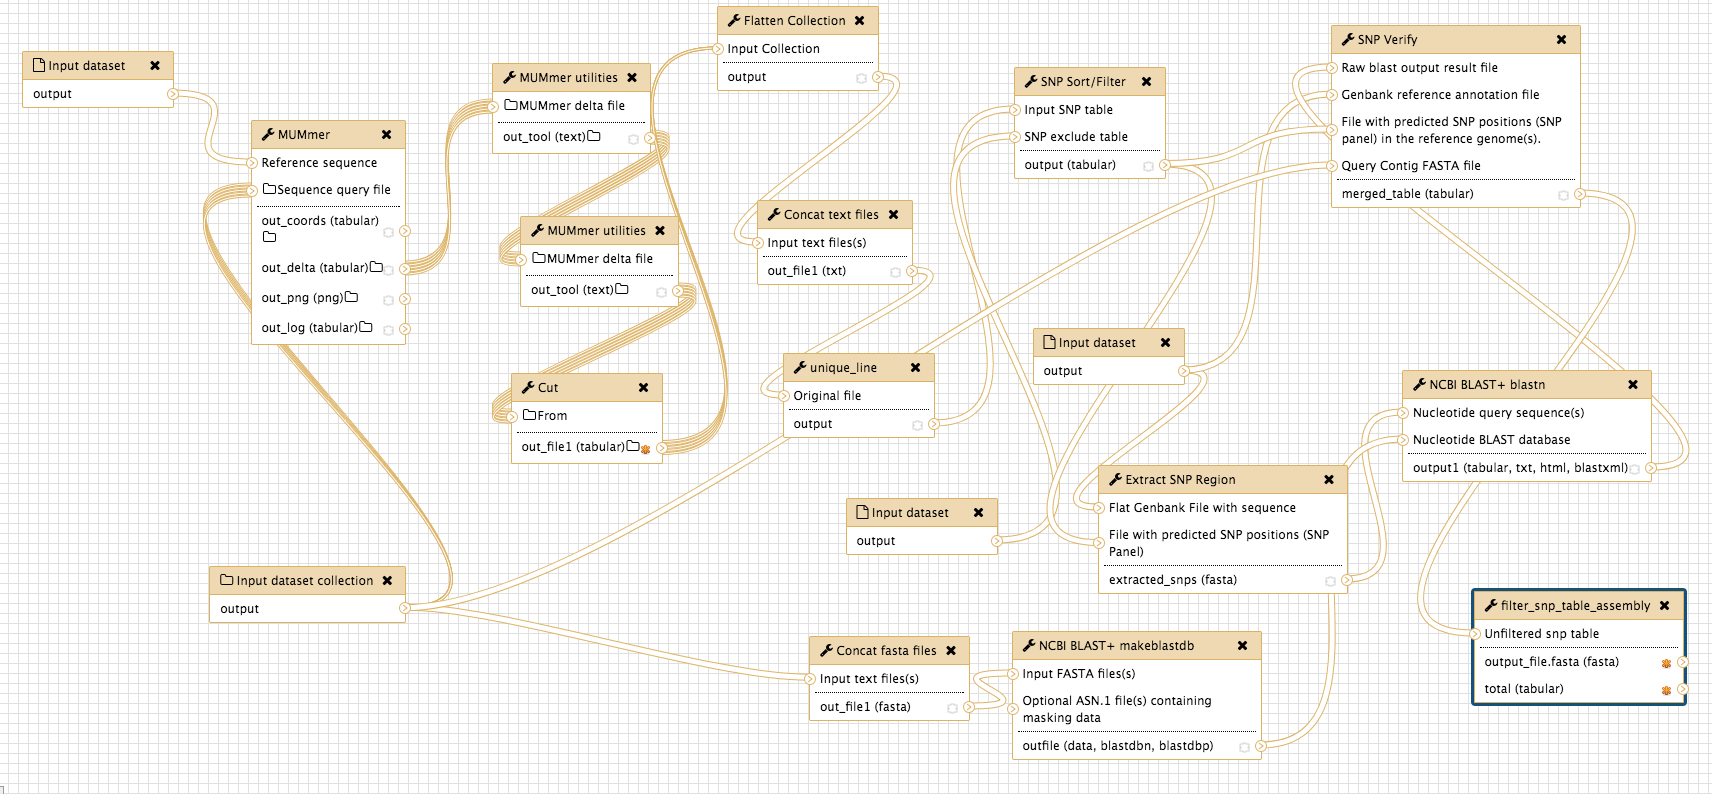 Input dataset
output
MUMmer
Reference sequence
Sequence query file
out_coords (tabular)
out_delta (tabular)
out_png (png)
out_log (tabular)
MUMmer utilities
MUMmer delta file
out_tool (text)
MUMmer utilities
MUMmer delta file
out_tool (text)
Cut
From
out_file1 (tabular)
Input dataset collection
output
Flatten Collection
Input Collection
output
Concat text files
Input text files(s)
out_file1 (txt)
unique_line
Original file
output
Input dataset
output
Concat fasta files
Input text files(s)
out_file1 (fasta)
SNP Sort/Filter
Input SNP table
SNP exclude table
output (tabular)
Input dataset
output
Extract SNP Region
Flat Genbank File with sequence
File with predicted SNP positions (SNP
Panel)
extracted_snps (fasta)
NCBI BLAST+ makeblastdb
Input FASTA files(s)
Optional ASN.1 file(s) containing
masking data
outfile (data, blastdbn, blastdbp)
SNP Verify
Raw blast output result file
Genbank reference annotation file
File with predicted SNP positions (SNP
panel) in the reference genome(s).
Query Contig FASTA file
merged_table (tabular)
NCBI BLAST+ blastn
Nucleotide query sequence(s)
Nucleotide BLAST database
output1 (tabular, txt, html, blastxml)
filter_snp_table_assembly
Unfiltered snp table
output_file.fasta (fasta)
total (tabular)